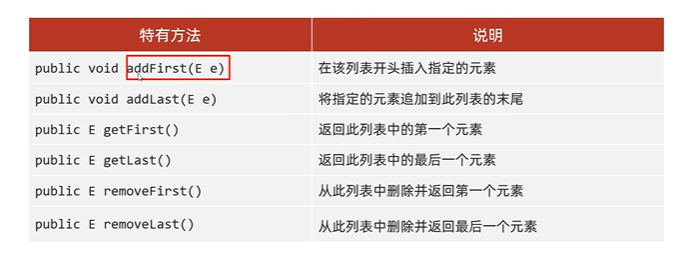 特有方法 说明
public void addFirst(E e) 在该列表开头插入指定的元素
public void addLast(E e) 将指定的元素追加到此列表的末尾
public E getFirst() 返回此列表中的第一个元素
public E getLast() 返回此列表中的最后一个元素
public E removeFirst() 从此列表中删除并返回第一个元素
public E removeLast() 从此列表中删除并返回最后一个元素